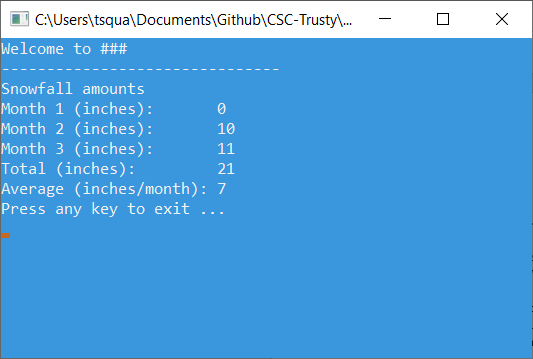 C:\Users\tsqua\Documents\Github\CSC-Trusty\...
Welcome to ###
-------------------------------
Snowfall amounts
Month 1 (inches):       0
Month 2 (inches):       10
Month 3 (inches):       11
Total (inches):         21
Average (inches/month): 7
Press any key to exit ...